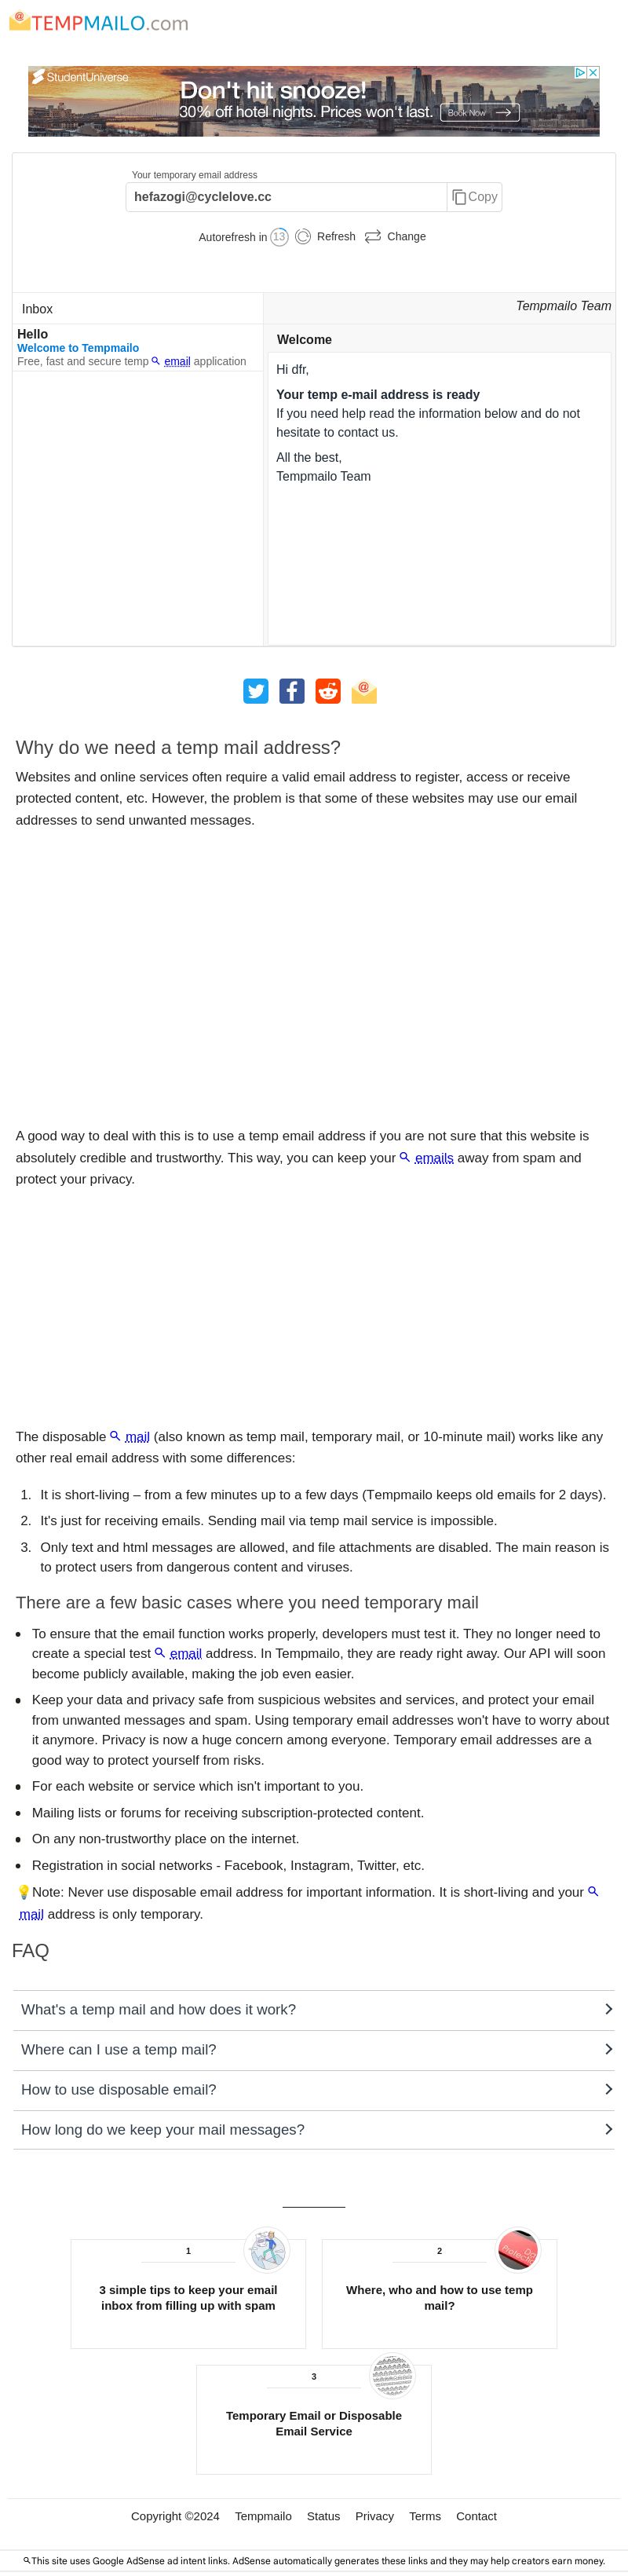 TEMPMAILO.com
StudentUniverse
Don't hit snooze!
30% off hotel nights. Prices won't last.
Book Now
Your temporary email address
hefazogi@cyclelove.cc
Copy
Autorefresh in 13 Refresh Change
Inbox
Tempmailo Team
Hello
Welcome to Tempmailo
Free, fast and secure temp email application
Welcome
Hi dfr,
Your temp e-mail address is ready
If you need help read the information below and do not
hesitate to contact us.
All the best,
Tempmailo Team
Why do we need a temp mail address?
Websites and online services often require a valid email address to register, access or receive
protected content, etc. However, the problem is that some of these websites may use our email
addresses to send unwanted messages.
A good way to deal with this is to use a temp email address if you are not sure that this website is
absolutely credible and trustworthy. This way, you can keep your emails away from spam and
protect your privacy.
The disposable mail (also known as temp mail, temporary mail, or 10-minute mail) works like any
other real email address with some differences:
1. It is short-living – from a few minutes up to a few days (Tempmailo keeps old emails for 2 days).
2. It's just for receiving emails. Sending mail via temp mail service is impossible.
3. Only text and html messages are allowed, and file attachments are disabled. The main reason is
to protect users from dangerous content and viruses.
There are a few basic cases where you need temporary mail
• To ensure that the email function works properly, developers must test it. They no longer need to
create a special test email address. In Tempmailo, they are ready right away. Our API will soon
become publicly available, making the job even easier.
• Keep your data and privacy safe from suspicious websites and services, and protect your email
from unwanted messages and spam. Using temporary email addresses won't have to worry about
it anymore. Privacy is now a huge concern among everyone. Temporary email addresses are a
good way to protect yourself from risks.
• For each website or service which isn't important to you.
• Mailing lists or forums for receiving subscription-protected content.
• On any non-trustworthy place on the internet.
• Registration in social networks - Facebook, Instagram, Twitter, etc.
💡Note: Never use disposable email address for important information. It is short-living and your
mail address is only temporary.
FAQ
What's a temp mail and how does it work?
Where can I use a temp mail?
How to use disposable email?
How long do we keep your mail messages?
1
3 simple tips to keep your email
inbox from filling up with spam
2
Where, who and how to use temp
mail?
3
Temporary Email or Disposable
Email Service
Copyright ©2024 Tempmailo Status Privacy Terms Contact
This site uses Google AdSense ad intent links. AdSense automatically generates these links and they may help creators earn money.